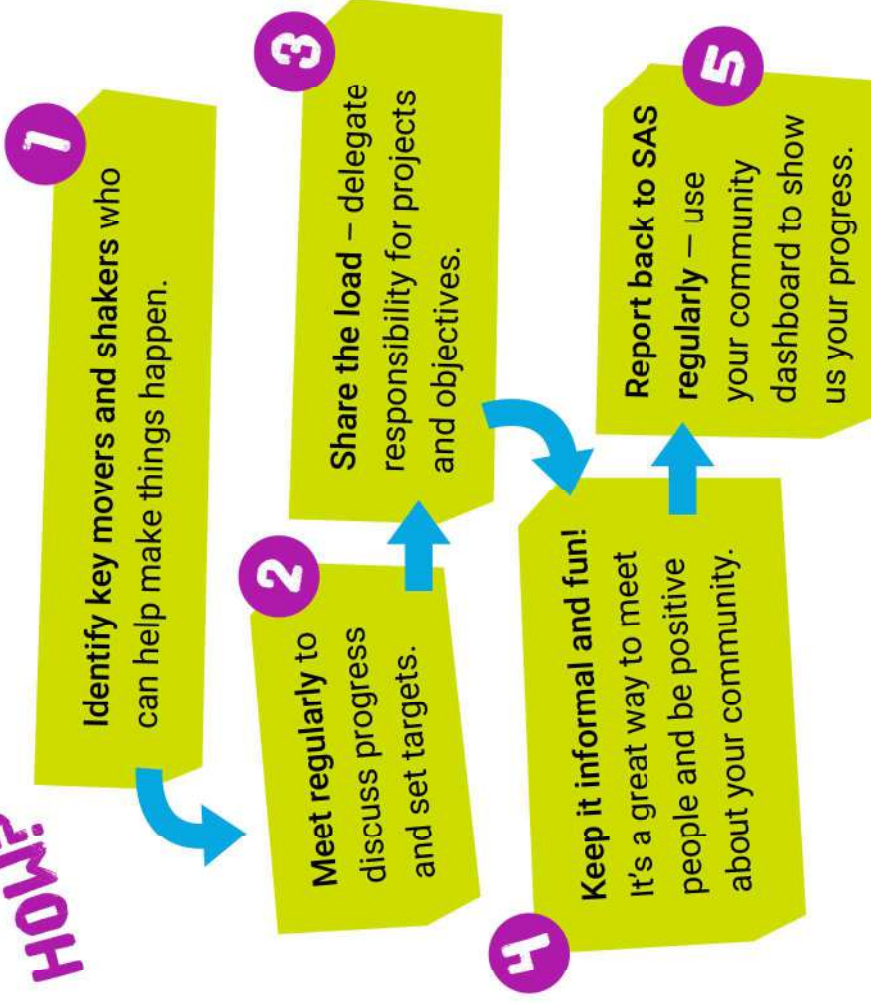 HOW?
1
Identify key movers and shakers who
can help make things happen.
2
Meet regularly to
discuss progress
and set targets.
3
Share the load – delegate
responsibility for projects
and objectives.
4
Keep it informal and fun!
It's a great way to meet
people and be positive
about your community.
5
Report back to SAS
regularly – use
your community
dashboard to show
us your progress.